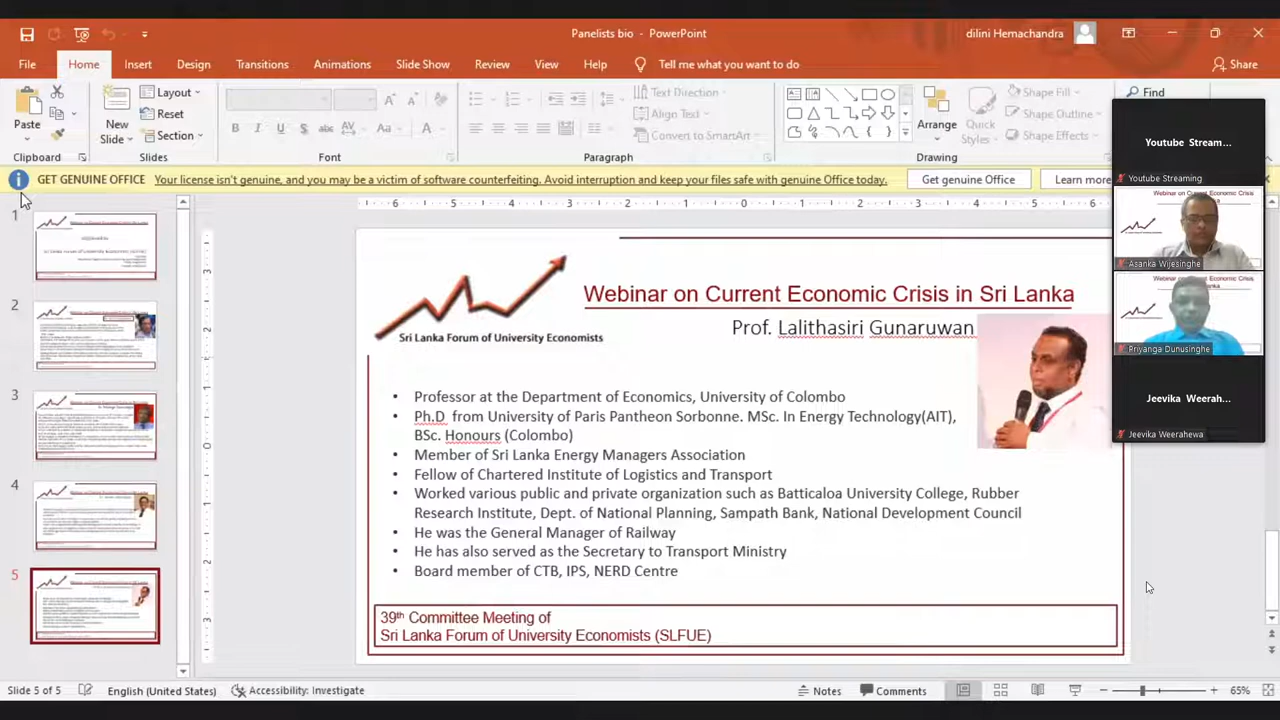 Panelists bio - PowerPoint
dilini Hemachandra
File Home Insert Design Transitions Animations Slide Show Review View Help Tell me what you want to do Share
Paste
New
Slide
Layout
Reset
Section
B I U S abc AV Aa A
Text Direction
Align Text
Convert to SmartArt
Arrange
Quick
Styles
Shape Fill
Shape Outline
Shape Effects
Find
Clipboard Slides Font Paragraph Drawing
GET GENUINE OFFICE Your license isn't genuine, and you may be a victim of software counterfeiting. Avoid interruption and keep your files safe with genuine Office today. Get genuine Office Learn more
Youtube Stream...
Youtube Streaming
Asanka Wijesinghe
Priyanga Dunusinghe
Jeevika Weerah...
Jeevika Weerahewa
1
2
3
4
5
Sri Lanka Forum of University Economists
Webinar on Current Economic Crisis in Sri Lanka
Prof. Lalithasiri Gunaruwan
• Professor at the Department of Economics, University of Colombo
• Ph.D from University of Paris Pantheon Sorbonne. MSc. In Energy Technology(AIT),
BSc. Honours (Colombo)
• Member of Sri Lanka Energy Managers Association
• Fellow of Chartered Institute of Logistics and Transport
• Worked various public and private organization such as Batticaloa University College, Rubber
Research Institute, Dept. of National Planning, Sampath Bank, National Development Council
• He was the General Manager of Railway
• He has also served as the Secretary to Transport Ministry
• Board member of CTB, IPS, NERD Centre
39th Committee Meeting of
Sri Lanka Forum of University Economists (SLFUE)
Slide 5 of 5 English (United States) Accessibility: Investigate Notes Comments 65%